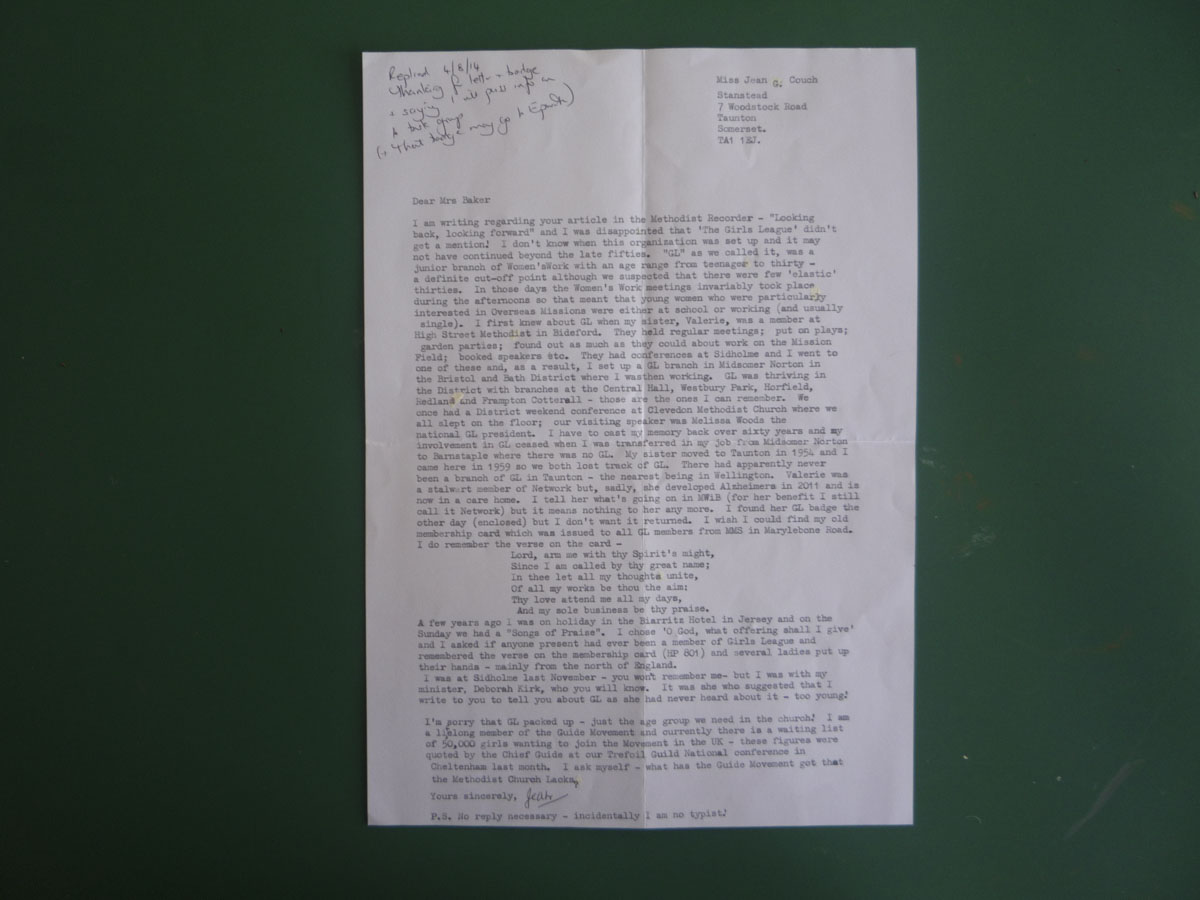 Replied 4/8/14
thanking for letter + badge
+ saying I will pass info on
to task group
(+ that badge may go to
Miss Jean G. Couch
Stanstead
7 Woodstock Road
Taunton
Somerset.
TA1 1EJ.
Dear Mrs Baker
I am writing regarding your article in the Methodist Recorder - "Looking
back, looking forward" and I was disappointed that 'The Girls League' didn't
get a mention! I don't know when this organization was set up and it may
not have continued beyond the late fifties. "GL" as we called it, was a
junior branch of Women'sWork with an age range from teenager to thirty -
a definite cut-off point although we suspected that there were few 'elastic'
thirties. In those days the Women's Work meetings invariably took place
during the afternoons so that meant that young women who were particularly
interested in Overseas Missions were either at school or working (and usually
single). I first knew about GL when my sister, Valerie, was a member at
High Street Methodist in Bideford. They held regular meetings; put on plays;
garden parties; found out as much as they could about work on the Mission
Field; booked speakers etc. They had conferences at Sidholme and I went to
one of these and, as a result, I set up a GL branch in Midsomer Norton in
the Bristol and Bath District where I wasthen working. GL was thriving in
the District with branches at the Central Hall, Westbury Park, Horfield,
Redland and Frampton Cotterall - those are the ones I can remember. We
once had a District weekend conference at Clevedon Methodist Church where we
all slept on the floor; our visiting speaker was Melissa Woods the
national GL president. I have to cast my memory back over sixty years and my
involvement in GL ceased when I was transferred in my job from Midsomer Norton
to Barnstaple where there was no GL. My sister moved to Taunton in 1954 and I
came here in 1959 so we both lost track of GL. There had apparently never
been a branch of GL in Taunton - the nearest being in Wellington. Valerie was
a stalwart member of Network but, sadly, she developed Alzheimers in 2011 and is
now in a care home. I tell her what's going on in MWiB (for her benefit I still
call it Network) but it means nothing to her any more. I found her GL badge the
other day (enclosed) but I don't want it returned. I wish I could find my old
membership card which was issued to all GL members from MMS in Marylebone Road.
I do remember the verse on the card -
Lord, arm me with thy Spirit's might,
Since I am called by thy great name;
In thee let all my thoughts unite,
Of all my works be thou the aim:
Thy love attend me all my days,
And my sole business be thy praise.
A few years ago I was on holiday in the Biarritz Hotel in Jersey and on the
Sunday we had a "Songs of Praise". I chose 'O God, what offering shall I give'
and I asked if anyone present had ever been a member of Girls League and
remembered the verse on the membership card (HP 801) and several ladies put up
their hands - mainly from the north of England.
I was at Sidholme last November - you won't remember me- but I was with my
minister, Deborah Kirk, who you will know. It was she who suggested that I
write to you to tell you about GL as she had never heard about it - too young!
I'm sorry that GL packed up - just the age group we need in the church! I am
a lifelong member of the Guide Movement and currently there is a waiting list
of 50,000 girls wanting to join the Movement in the UK - these figures were
quoted by the Chief Guide at our Trefoil Guild National conference in
Cheltenham last month. I ask myself - what has the Guide Movement got that
the Methodist Church Lacks?
Yours sincerely, Jean
P.S. No reply necessary - incidentally I am no typist!